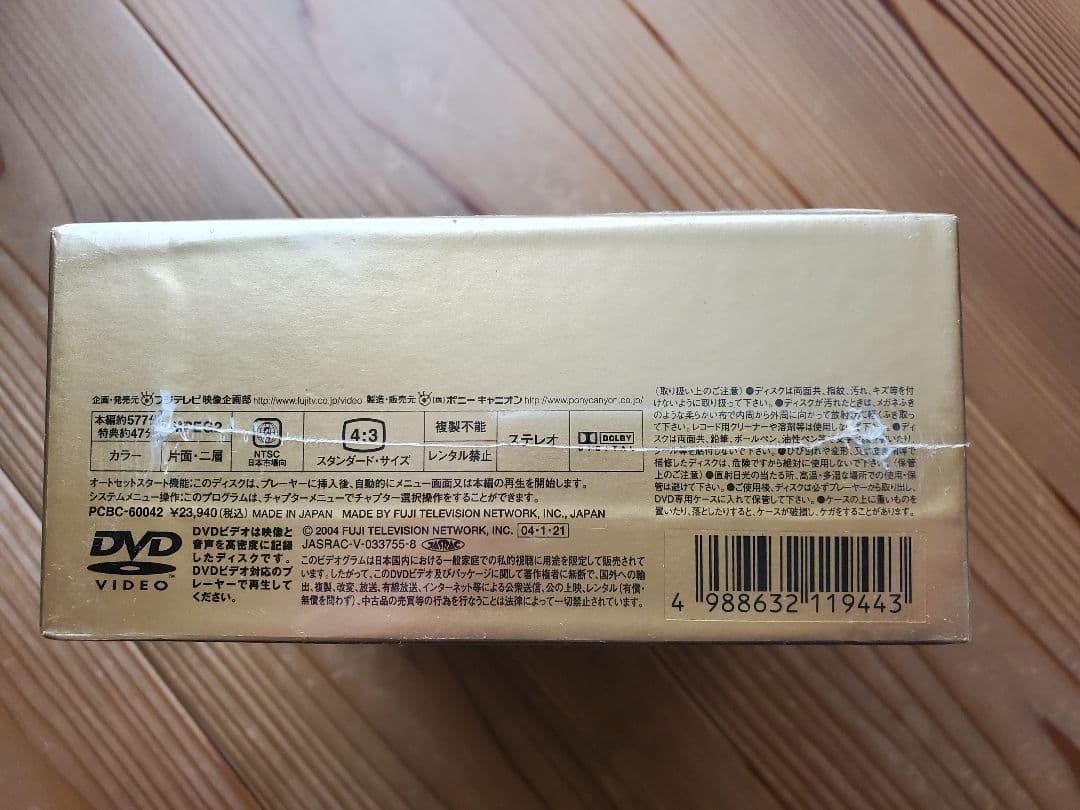 企画・発売元 フジテレビ映像企画部 http://www.fujitv.co.jp/video 製造・販売元 (株)ポニーキャニオン http://www.ponycanyon.co.jp/
本編約577分
特典約47分
カラー
片面・二層
NTSC
日本市場向
4:3
スタンダード・サイズ
複製不能
レンタル禁止
ステレオ
DOLBY
DIGITAL
オートセットスタート機能:このディスクは、プレーヤーに挿入後、自動的にメニュー画面又は本編の再生を開始します。
システムメニュー操作:このプログラムは、チャプターメニューでチャプター選択操作をすることができます。
PCBC-60042 ¥23,940(税込) MADE IN JAPAN MADE BY FUJI TELEVISION NETWORK, INC., JAPAN
DVD
VIDEO
DVDビデオは映像と
音声を高密度に記録
したディスクです。
DVDビデオ対応のプ
レーヤーで再生して
ください。
© 2004 FUJI TELEVISION NETWORK, INC. 04・1・21
JASRAC-V-033755-8 JASRAC
このビデオグラムは日本国内における一般家庭での私的視聴に用途を限定して販売されて
います。したがって、このDVDビデオ及びパッケージに関して著作権者に無断で、国外への輸
出、複製、改変、放送、有線放送、インターネット等による公衆送信、公の上映、レンタル(有償・
無償を問わず)、中古品の売買等の行為を行なうことは法律によって一切禁止されています。
(取り扱い上のご注意) ●ディスクは両面共、指紋、汚れ、キズ等を付
けないように取り扱って下さい。●ディスクが汚れたときは、メガネふき
のような柔らかい布で内周から外周に向かって放射状に軽くふき取っ
て下さい。レコード用クリーナーや溶剤等は使用しないで下さい。●ディ
スクは両面共、鉛筆、ボールペン、油性ペン等
ル等を貼付しないで下さい。●ひび割れや変形、又は
補修したディスクは、危険ですから絶対に使用しないで下さい。(保管
上のご注意) ●直射日光の当たる所、高温・多湿な場所での使用・保
管は避けて下さい。●ご使用後、ディスクは必ずプレーヤーから取り出し、
DVD専用ケースに入れて保管して下さい。●ケースの上に重いものを
置いたり、落としたりすると、ケースが破損し、ケガをすることがあります。
4 988632 119443